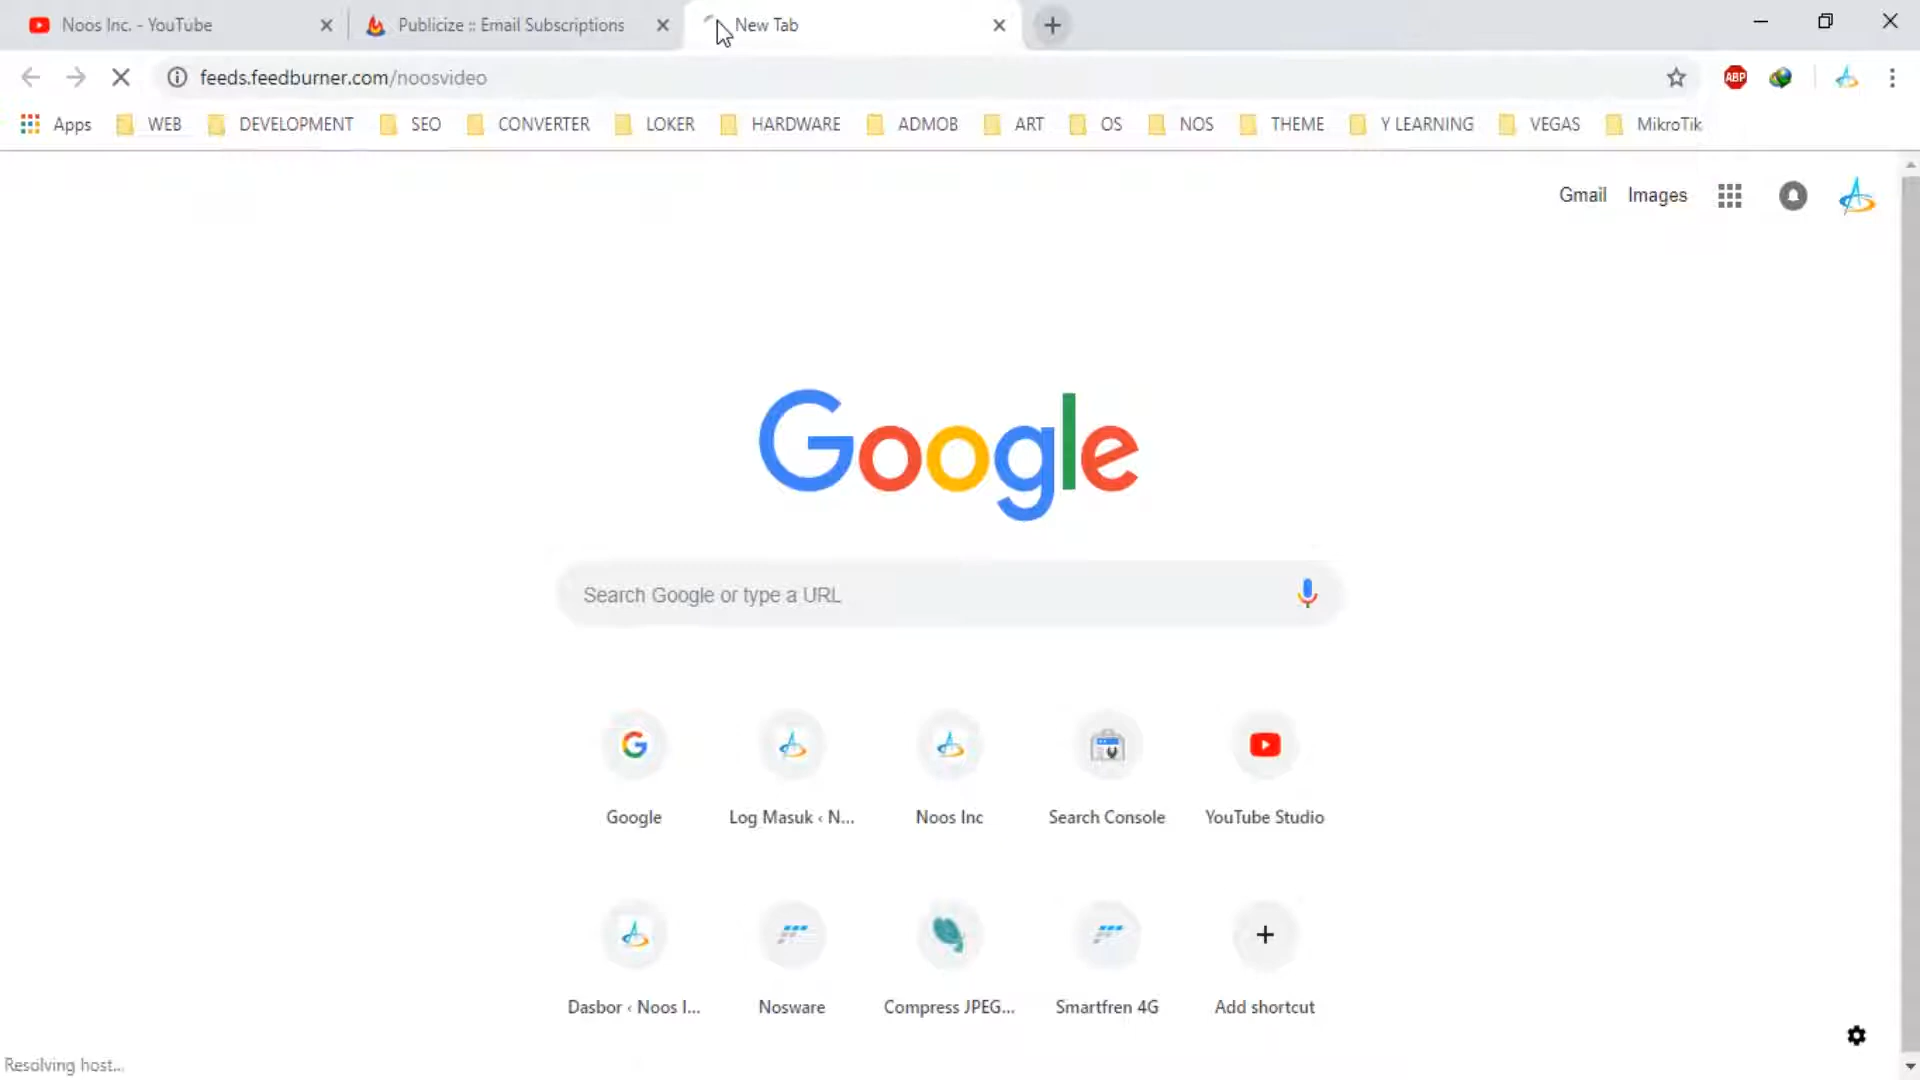 Noos Inc. - YouTube
Publicize :: Email Subscriptions
New Tab
feeds.feedburner.com/noosvideo
ABP
Apps WEB DEVELOPMENT SEO CONVERTER LOKER HARDWARE ADMOB ART OS NOS THEME Y LEARNING VEGAS MikroTik
Gmail Images
Google
Search Google or type a URL
Google Log Masuk ‹ N... Noos Inc Search Console YouTube Studio
Dasbor ‹ Noos I... Nosware Compress JPEG... Smartfren 4G Add shortcut
Resolving host...